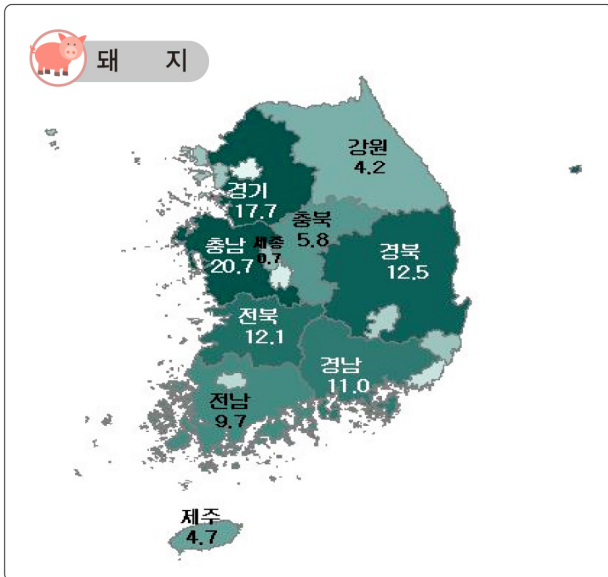 돼 지
강원
4.2
경기
17.7
충북
5.8
세종
0.7
충남
20.7
경북
12.5
전북
12.1
경남
11.0
전남
9.7
제주
4.7